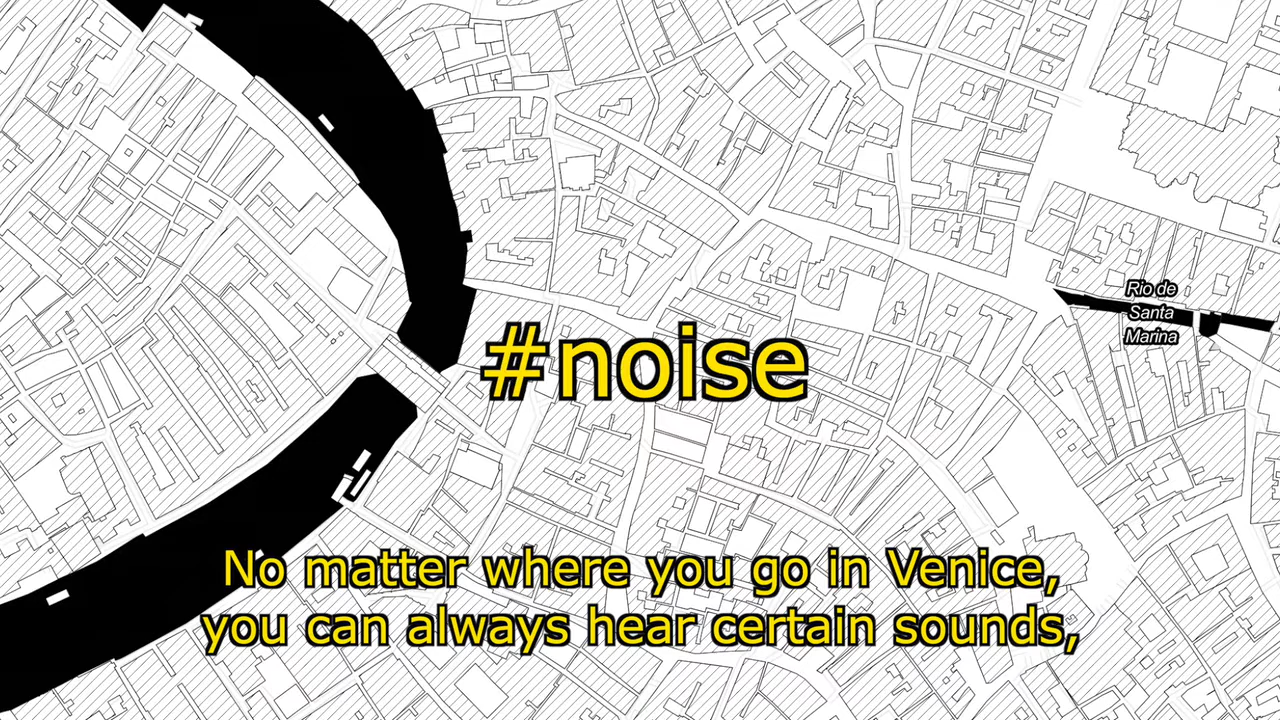 Rio de
Santa
Marina
#noise
No matter where you go in Venice,
you can always hear certain sounds,